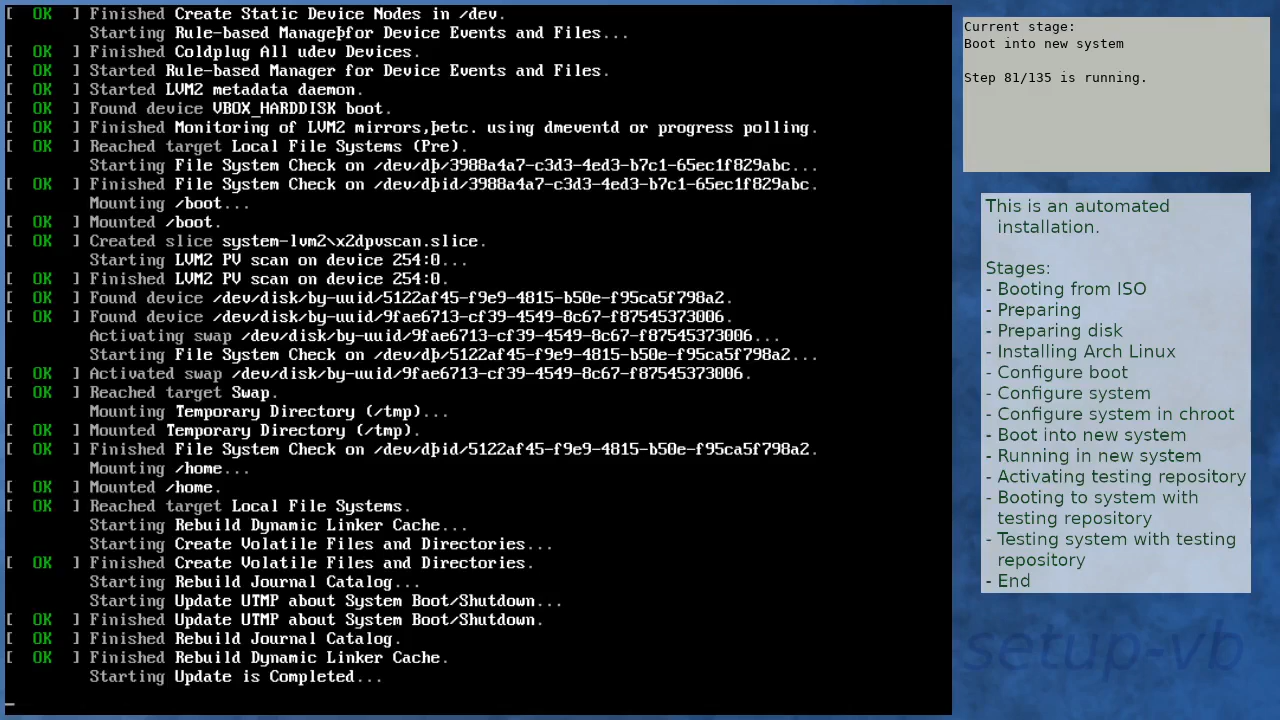 [  OK  ] Finished Create Static Device Nodes in /dev.
Starting Rule-based Manageþfor Device Events and Files...
[  OK  ] Finished Coldplug All udev Devices.
[  OK  ] Started Rule-based Manager for Device Events and Files.
[  OK  ] Started LVM2 metadata daemon.
[  OK  ] Found device VBOX_HARDDISK boot.
[  OK  ] Finished Monitoring of LVM2 mirrors,þetc. using dmeventd or progress polling.
[  OK  ] Reached target Local File Systems (Pre).
Starting File System Check on /dev/dþ/3988a4a7-c3d3-4ed3-b7c1-65ec1f829abc...
[  OK  ] Finished File System Check on /dev/dþid/3988a4a7-c3d3-4ed3-b7c1-65ec1f829abc.
Mounting /boot...
[  OK  ] Mounted /boot.
[  OK  ] Created slice system-lvm2\x2dpvscan.slice.
Starting LVM2 PV scan on device 254:0...
[  OK  ] Finished LVM2 PV scan on device 254:0.
[  OK  ] Found device /dev/disk/by-uuid/5122af45-f9e9-4815-b50e-f95ca5f798a2.
[  OK  ] Found device /dev/disk/by-uuid/9fae6713-cf39-4549-8c67-f87545373006.
Activating swap /dev/disk/by-uuid/9fae6713-cf39-4549-8c67-f87545373006...
Starting File System Check on /dev/dþ/5122af45-f9e9-4815-b50e-f95ca5f798a2...
[  OK  ] Activated swap /dev/disk/by-uuid/9fae6713-cf39-4549-8c67-f87545373006.
[  OK  ] Reached target Swap.
Mounting Temporary Directory (/tmp)...
[  OK  ] Mounted Temporary Directory (/tmp).
[  OK  ] Finished File System Check on /dev/dþid/5122af45-f9e9-4815-b50e-f95ca5f798a2.
Mounting /home...
[  OK  ] Mounted /home.
[  OK  ] Reached target Local File Systems.
Starting Rebuild Dynamic Linker Cache...
Starting Create Volatile Files and Directories...
[  OK  ] Finished Create Volatile Files and Directories.
Starting Rebuild Journal Catalog...
Starting Update UTMP about System Boot/Shutdown...
[  OK  ] Finished Update UTMP about System Boot/Shutdown.
[  OK  ] Finished Rebuild Journal Catalog.
[  OK  ] Finished Rebuild Dynamic Linker Cache.
Starting Update is Completed...
Current stage:
Boot into new system
Step 81/135 is running.
This is an automated
installation.
Stages:
- Booting from ISO
- Preparing
- Preparing disk
- Installing Arch Linux
- Configure boot
- Configure system
- Configure system in chroot
- Boot into new system
- Running in new system
- Activating testing repository
- Booting to system with
testing repository
- Testing system with testing
repository
- End
setup-vb